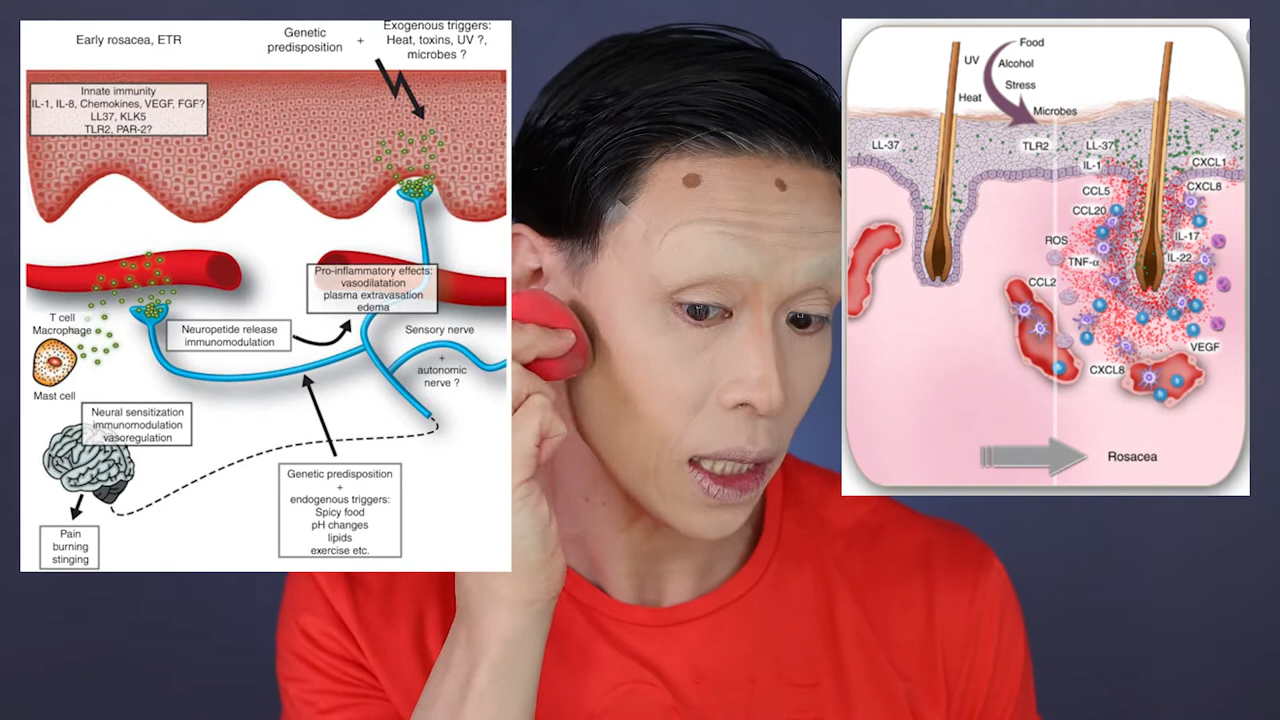 Early rosacea, ETR
Genetic
predisposition
+
Exogenous triggers:
Heat, toxins, UV ?,
microbes ?
Innate immunity
IL-1, IL-8, Chemokines, VEGF, FGF?
LL37, KLK5
TLR2, PAR-2?
Pro-inflammatory effects:
vasodilatation
plasma extravasation
edema
T cell
Macrophage
Mast cell
Neuropetide release
immunomodulation
Sensory nerve
+
autonomic
nerve ?
Neural sensitization
immunomodulation
vasoregulation
Pain
burning
stinging
Genetic predisposition
+
endogenous triggers:
Spicy food
pH changes
lipids
exercise etc.
UV
Food
Alcohol
Stress
Heat
Microbes
LL-37
TLR2
LL-37
IL-1
CXCL1
CCL5
CXCL8
CCL20
ROS
IL-17
TNF-α
IL-22
CCL2
VEGF
CXCL8
Rosacea